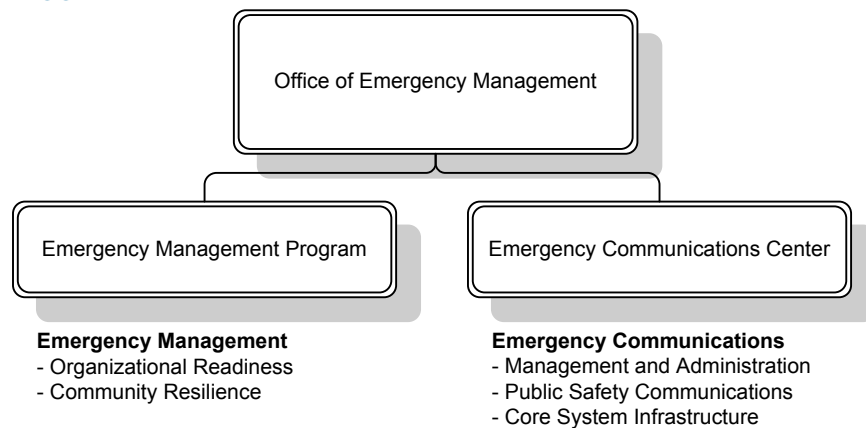 Office of Emergency Management
Emergency Management Program
Emergency Communications Center
Emergency Management
- Organizational Readiness
- Community Resilience
Emergency Communications
- Management and Administration
- Public Safety Communications
- Core System Infrastructure